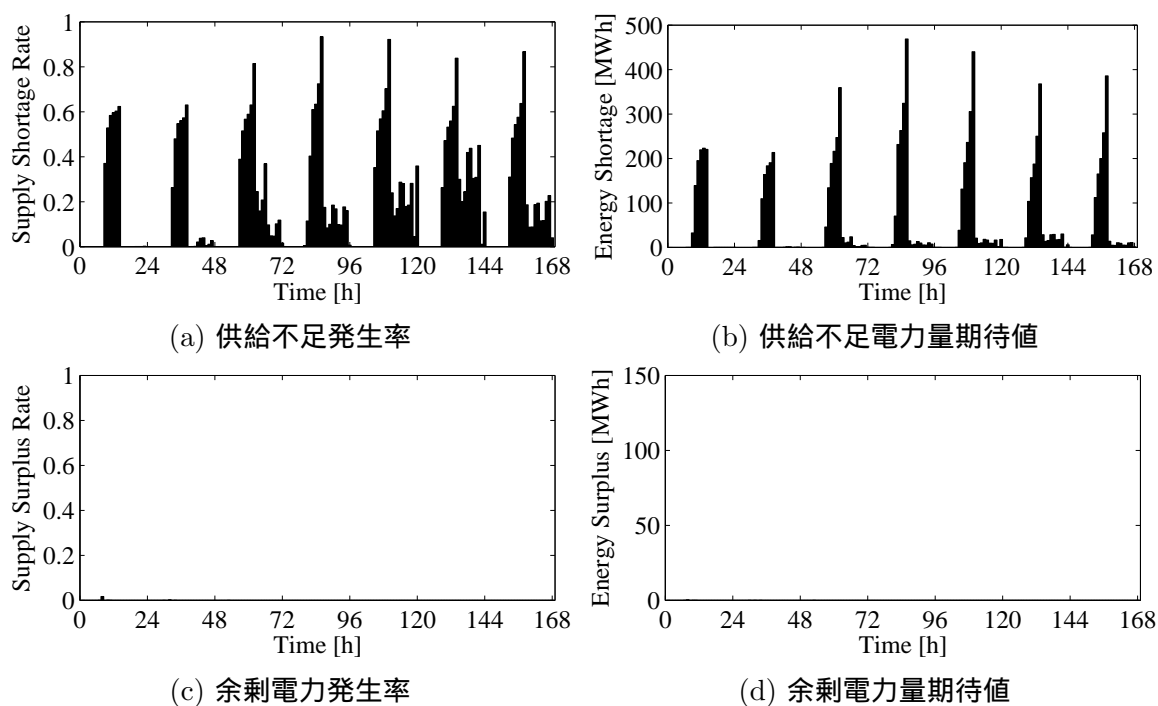 1
0.8
0.6
0.4
0.2
0
Supply Shortage Rate
0 24 48 72 96 120 144 168
Time [h]
(a) 供給不足発生率
500
400
300
200
100
0
Energy Shortage [MWh]
0 24 48 72 96 120 144 168
Time [h]
(b) 供給不足電力量期待値
1
0.8
0.6
0.4
0.2
0
Supply Surplus Rate
0 24 48 72 96 120 144 168
Time [h]
(c) 余剰電力発生率
150
100
50
0
Energy Surplus [MWh]
0 24 48 72 96 120 144 168
Time [h]
(d) 余剰電力量期待値